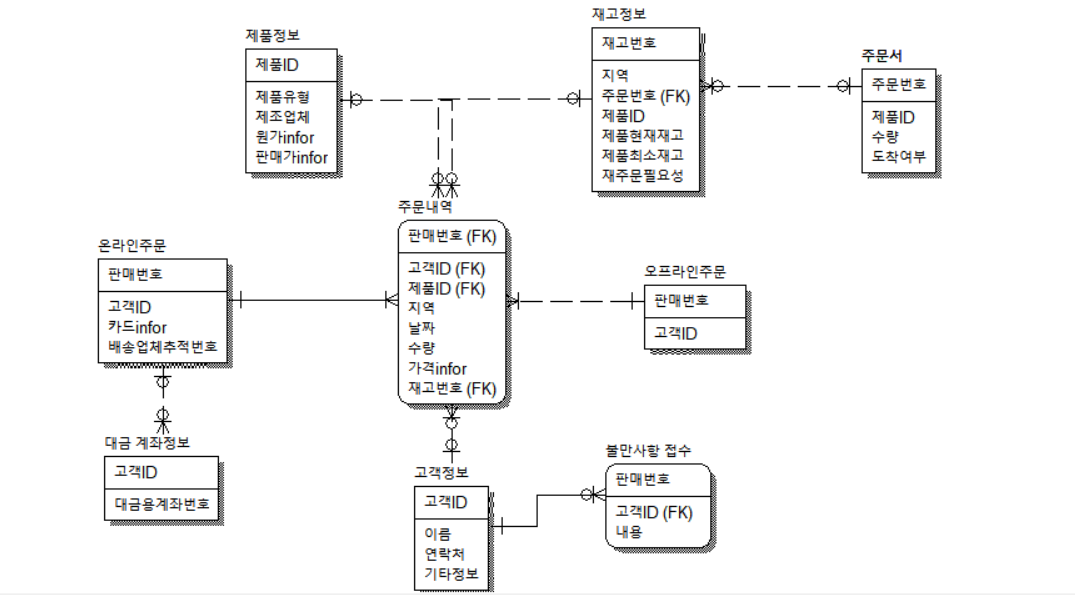 제품정보
제품ID
제품유형
제조업체
원가infor
판매가infor
재고정보
재고번호
지역
주문번호 (FK)
제품ID
제품현재재고
제품최소재고
재주문필요성
주문서
주문번호
제품ID
수량
도착여부
주문내역
판매번호 (FK)
고객ID (FK)
제품ID (FK)
지역
날짜
수량
가격infor
재고번호 (FK)
온라인주문
판매번호
고객ID
카드infor
배송업체추적번호
오프라인주문
판매번호
고객ID
대금 계좌정보
고객ID
대금용계좌번호
고객정보
고객ID
이름
연락처
기타정보
불만사항 접수
판매번호
고객ID (FK)
내용